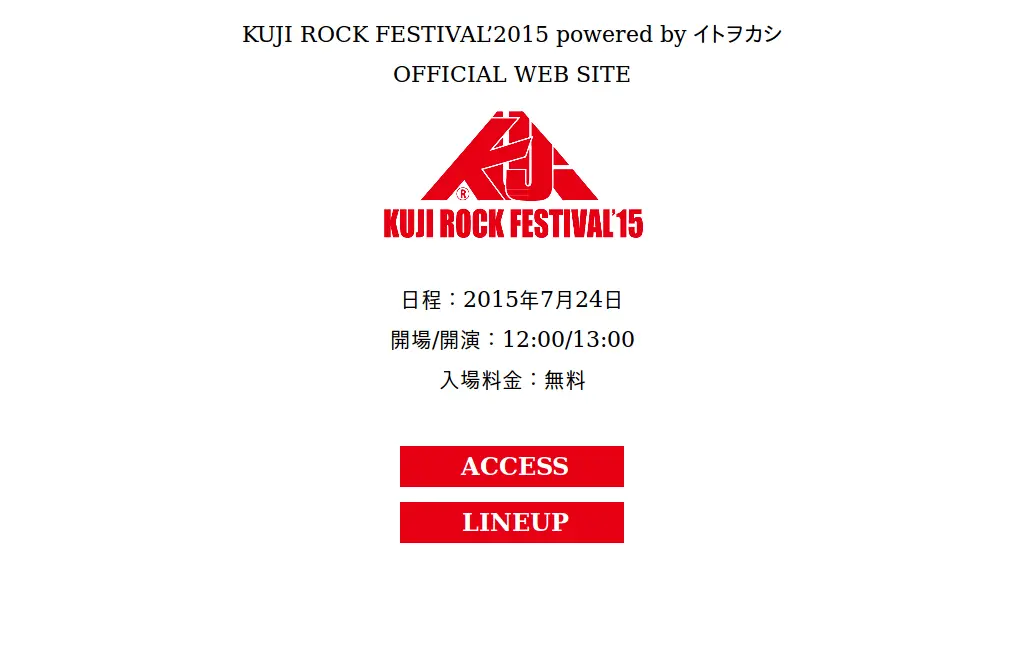 KUJI ROCK FESTIVAL’2015 powered by イトヲカシ
OFFICIAL WEB SITE
KUJ
®
KUJI ROCK FESTIVAL’15
日程：2015年7月24日
開場/開演：12:00/13:00
入場料金：無料
ACCESS
LINEUP